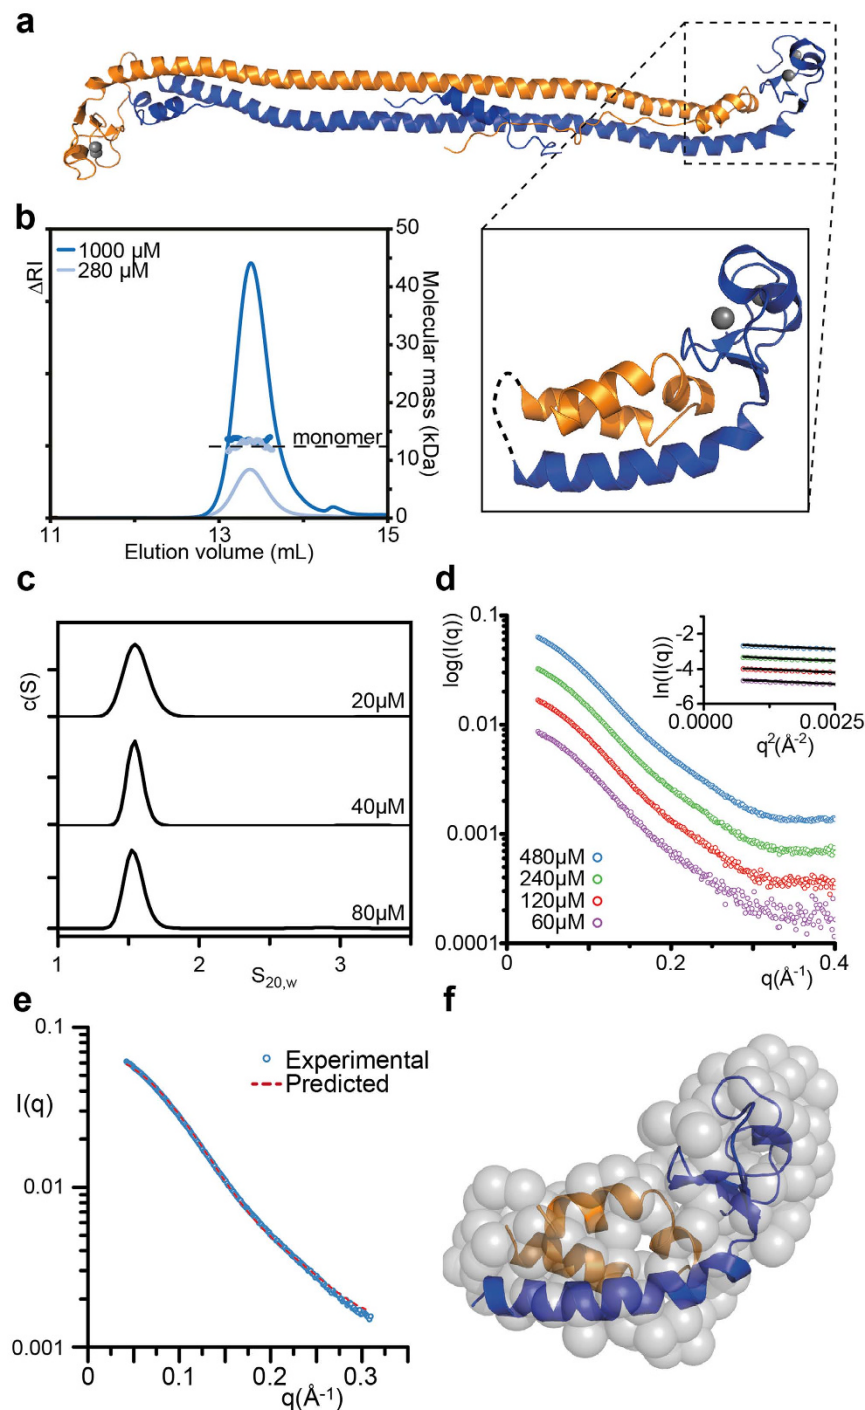 a
b
ΔRI
1000 µM
280 µM
50
40
30
20
10
0
Molecular mass (kDa)
monomer
11
13
15
Elution volume (mL)
c
c(S)
20µM
40µM
80µM
1
2
3
S20,w
d
log(I(q))
0.1
0.01
0.001
0.0001
480µM
240µM
120µM
60µM
0
0.2
0.4
q(Å-1)
ln(I(q))
-2
-4
-6
0.0000
0.0025
q2(Å-2)
e
I(q)
0.1
0.01
0.001
Experimental
Predicted
0
0.1
0.2
0.3
q(Å-1)
f